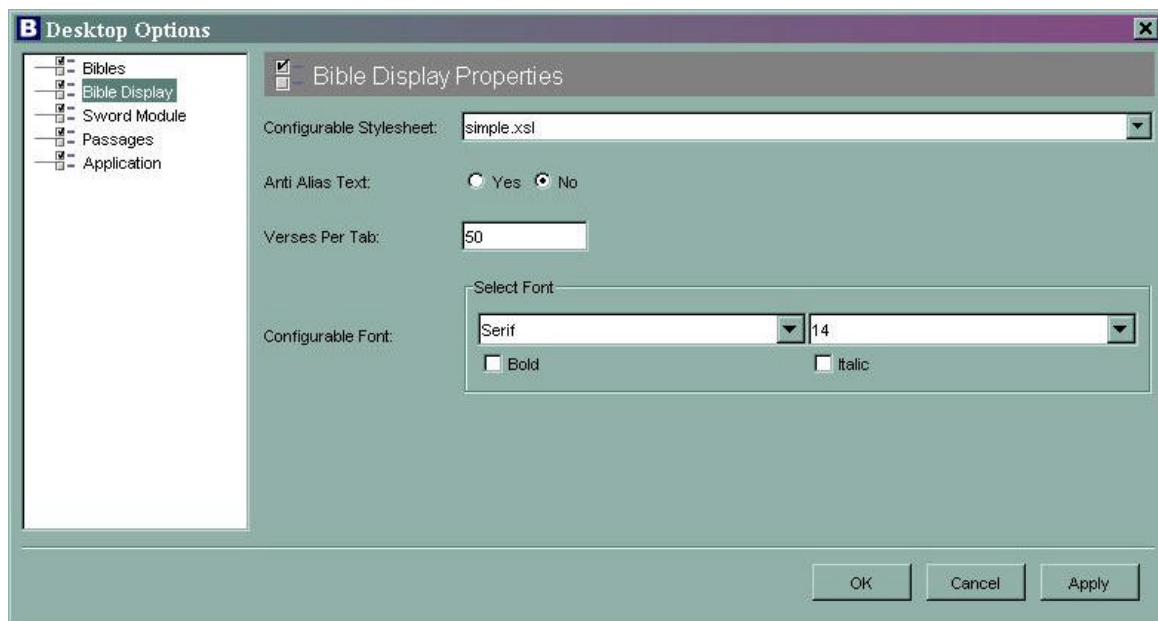 B Desktop Options
Bibles
Bible Display
Sword Module
Passages
Application
Bible Display Properties
Configurable Stylesheet: simple.xsl
Anti Alias Text: Yes No
Verses Per Tab: 50
Select Font
Configurable Font: Serif 14
Bold Italic
OK Cancel Apply